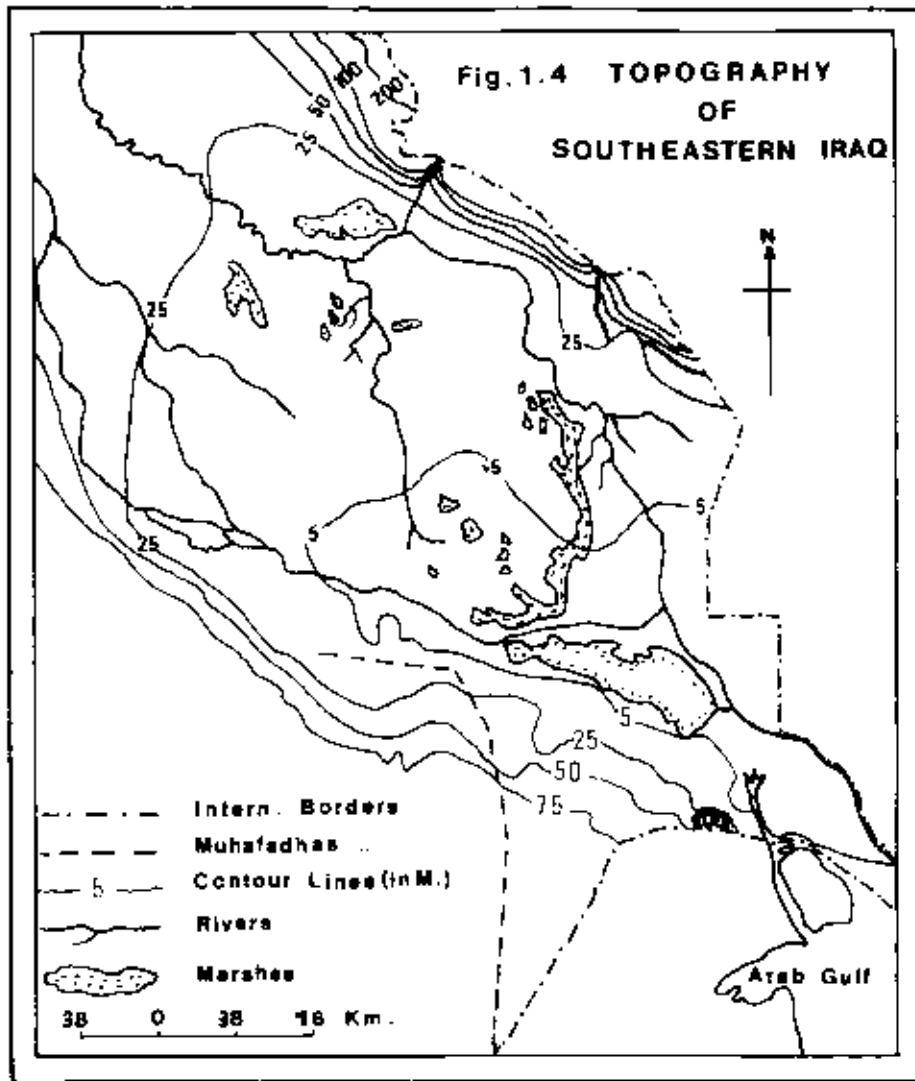 Fig.1.4 TOPOGRAPHY
OF
SOUTHEASTERN IRAQ
200
100
50
25
N
25
25
5
5
5
25
5
25
50
75
Intern. Borders
Muhafadhas ..
5 Contour Lines (in M.)
Rivers
Marshes
38 0 38 Km.
Arab Gulf